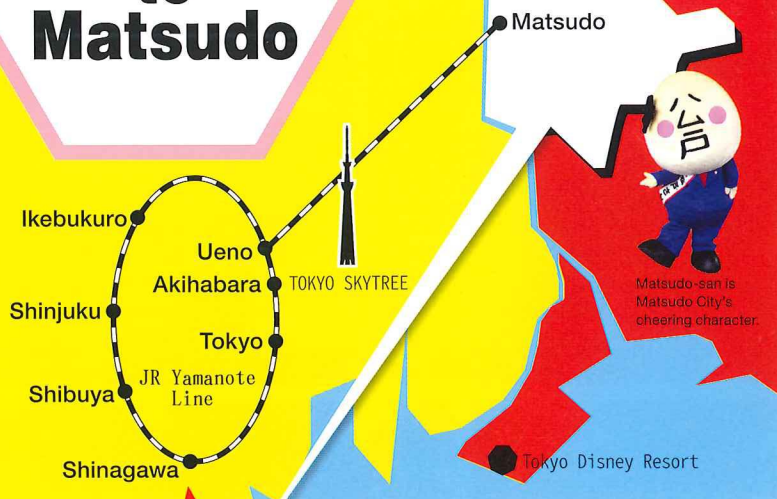 Matsudo
Matsudo
Ikebukuro
Ueno
Akihabara
TOKYO SKYTREE
Shinjuku
Tokyo
JR Yamanote
Line
Shibuya
Shinagawa
Matsudo-san is
Matsudo City's
cheering character.
Tokyo Disney Resort